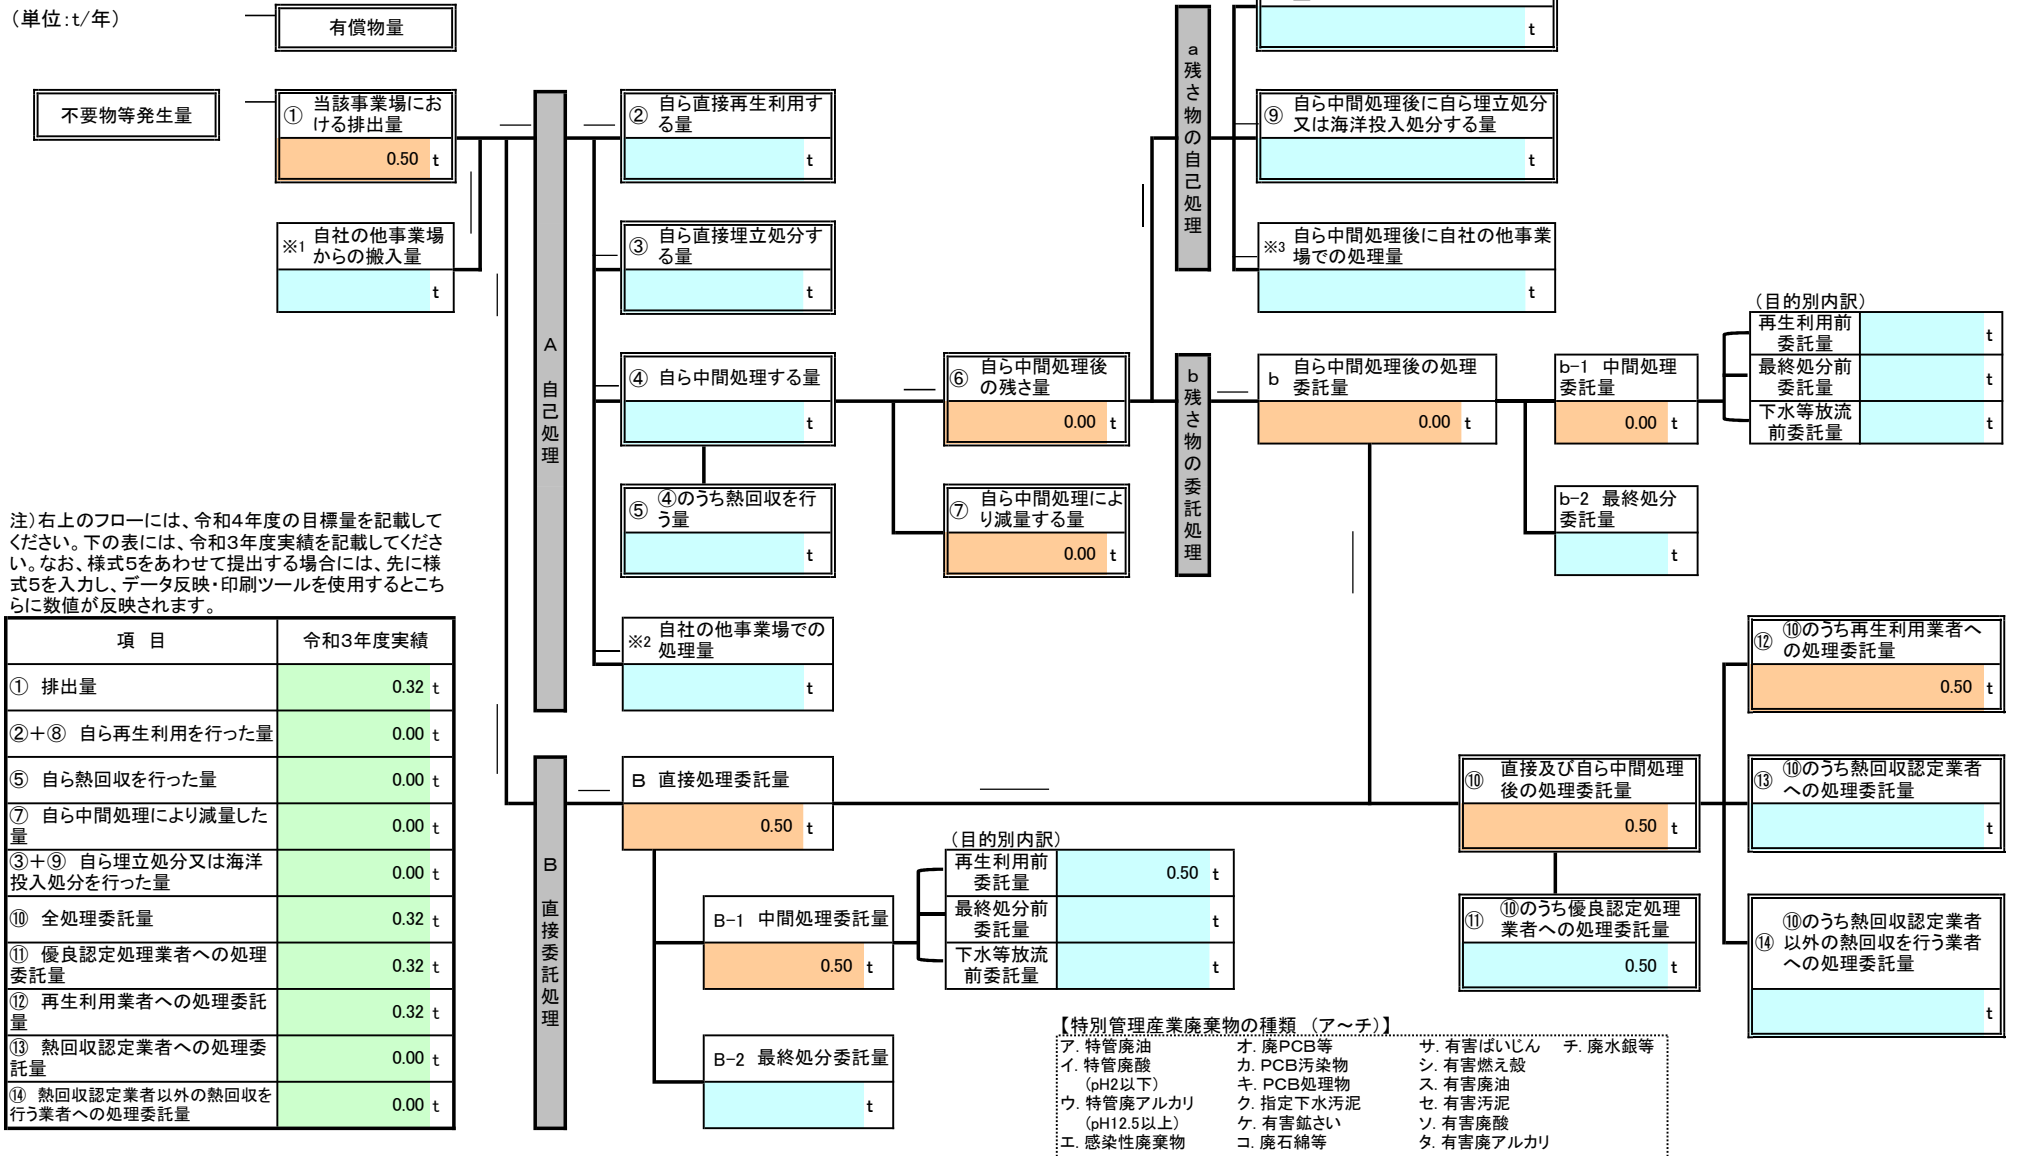 （単位：t/年）
有償物量
t
不要物等発生量
① 当該事業場にお
ける排出量
0.50 t
※1 自社の他事業場
からの搬入量
t
A 自己処理
② 自ら直接再生利用す
る量
t
③ 自ら直接埋立処分す
る量
t
④ 自ら中間処理する量
t
⑤ ④のうち熱回収を行
う量
t
※2 自社の他事業場での
処理量
t
⑥ 自ら中間処理後
の残さ量
0.00 t
⑦ 自ら中間処理によ
り減量する量
0.00 t
a 残さ物の自己処理
⑨ 自ら中間処理後に自ら埋立処分
又は海洋投入処分する量
t
※3 自ら中間処理後に自社の他事業
場での処理量
t
b 残さ物の委託処理
b 自ら中間処理後の処理
委託量
0.00 t
b-1 中間処理
委託量
0.00 t
b-2 最終処分
委託量
t
（目的別内訳）
再生利用前
委託量
t
最終処分前
委託量
t
下水等放流
前委託量
t
注）右上のフローには、令和4年度の目標量を記載して
ください。下の表には、令和3年度実績を記載してくださ
い。なお、様式5をあわせて提出する場合には、先に様
式5を入力し、データ反映・印刷ツールを使用するとこち
らに数値が反映されます。
項 目 令和3年度実績
① 排出量 0.32 t
②＋⑧ 自ら再生利用を行った量 0.00 t
⑤ 自ら熱回収を行った量 0.00 t
⑦ 自ら中間処理により減量した
量 0.00 t
③＋⑨ 自ら埋立処分又は海洋
投入処分を行った量 0.00 t
⑩ 全処理委託量 0.32 t
⑪ 優良認定処理業者への処理
委託量 0.32 t
⑫ 再生利用業者への処理委託
量 0.32 t
⑬ 熱回収認定業者への処理委
託量 0.00 t
⑭ 熱回収認定業者以外の熱回収を
行う業者への処理委託量 0.00 t
B 直接委託処理
B 直接処理委託量
0.50 t
B-1 中間処理委託量
0.50 t
B-2 最終処分委託量
t
（目的別内訳）
再生利用前
委託量
0.50 t
最終処分前
委託量
t
下水等放流
前委託量
t
⑩ 直接及び自ら中間処理
後の処理委託量
0.50 t
⑪ ⑩のうち優良認定処理
業者への処理委託量
0.50 t
⑫ ⑩のうち再生利用業者へ
の処理委託量
0.50 t
⑬ ⑩のうち熱回収認定業者
への処理委託量
t
⑭ ⑩のうち熱回収認定業者
以外の熱回収を行う業者
への処理委託量
t
【特別管理産業廃棄物の種類 （ア～チ）】
ア. 特管廃油 オ. 廃PCB等 サ. 有害ばいじん チ. 廃水銀等
イ. 特管廃酸 カ. PCB汚染物 シ. 有害燃え殻
（pH2以下） キ. PCB処理物 ス. 有害廃油
ウ. 特管廃アルカリ ク. 指定下水汚泥 セ. 有害汚泥
（pH12.5以上） ケ. 有害鉱さい ソ. 有害廃酸
エ. 感染性廃棄物 コ. 廃石綿等 タ. 有害廃アルカリ